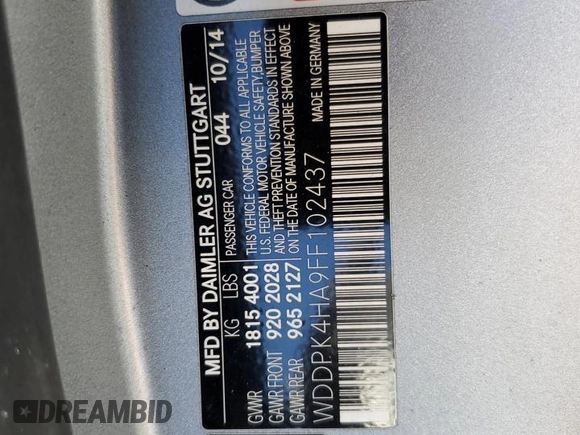 MFD BY DAIMLER AG STUTTGART
044 10/14
KG LBS PASSENGER CAR
GVWR 1815 4001 THIS VEHICLE CONFORMS TO ALL APPLICABLE
GAWR FRONT 920 2028 U.S. FEDERAL MOTOR VEHICLE SAFETY,BUMPER
GAWR REAR 965 2127 AND THEFT PREVENTION STANDARDS IN EFFECT
ON THE DATE OF MANUFACTURE SHOWN ABOVE
WDDPK4HA9FF102437 MADE IN GERMANY
DREAMBID